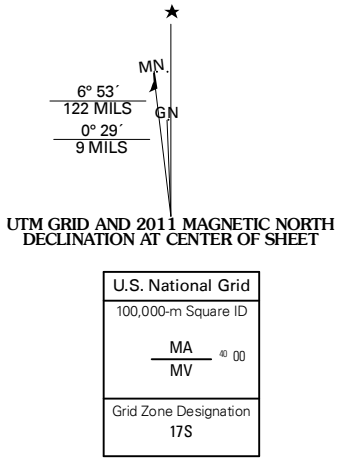 MN.
6° 53´
122 MILS
GN
0° 29´
9 MILS
UTM GRID AND 2011 MAGNETIC NORTH
DECLINATION AT CENTER OF SHEET
U.S. National Grid
100,000-m Square ID
MA
40 00
MV
Grid Zone Designation
17S